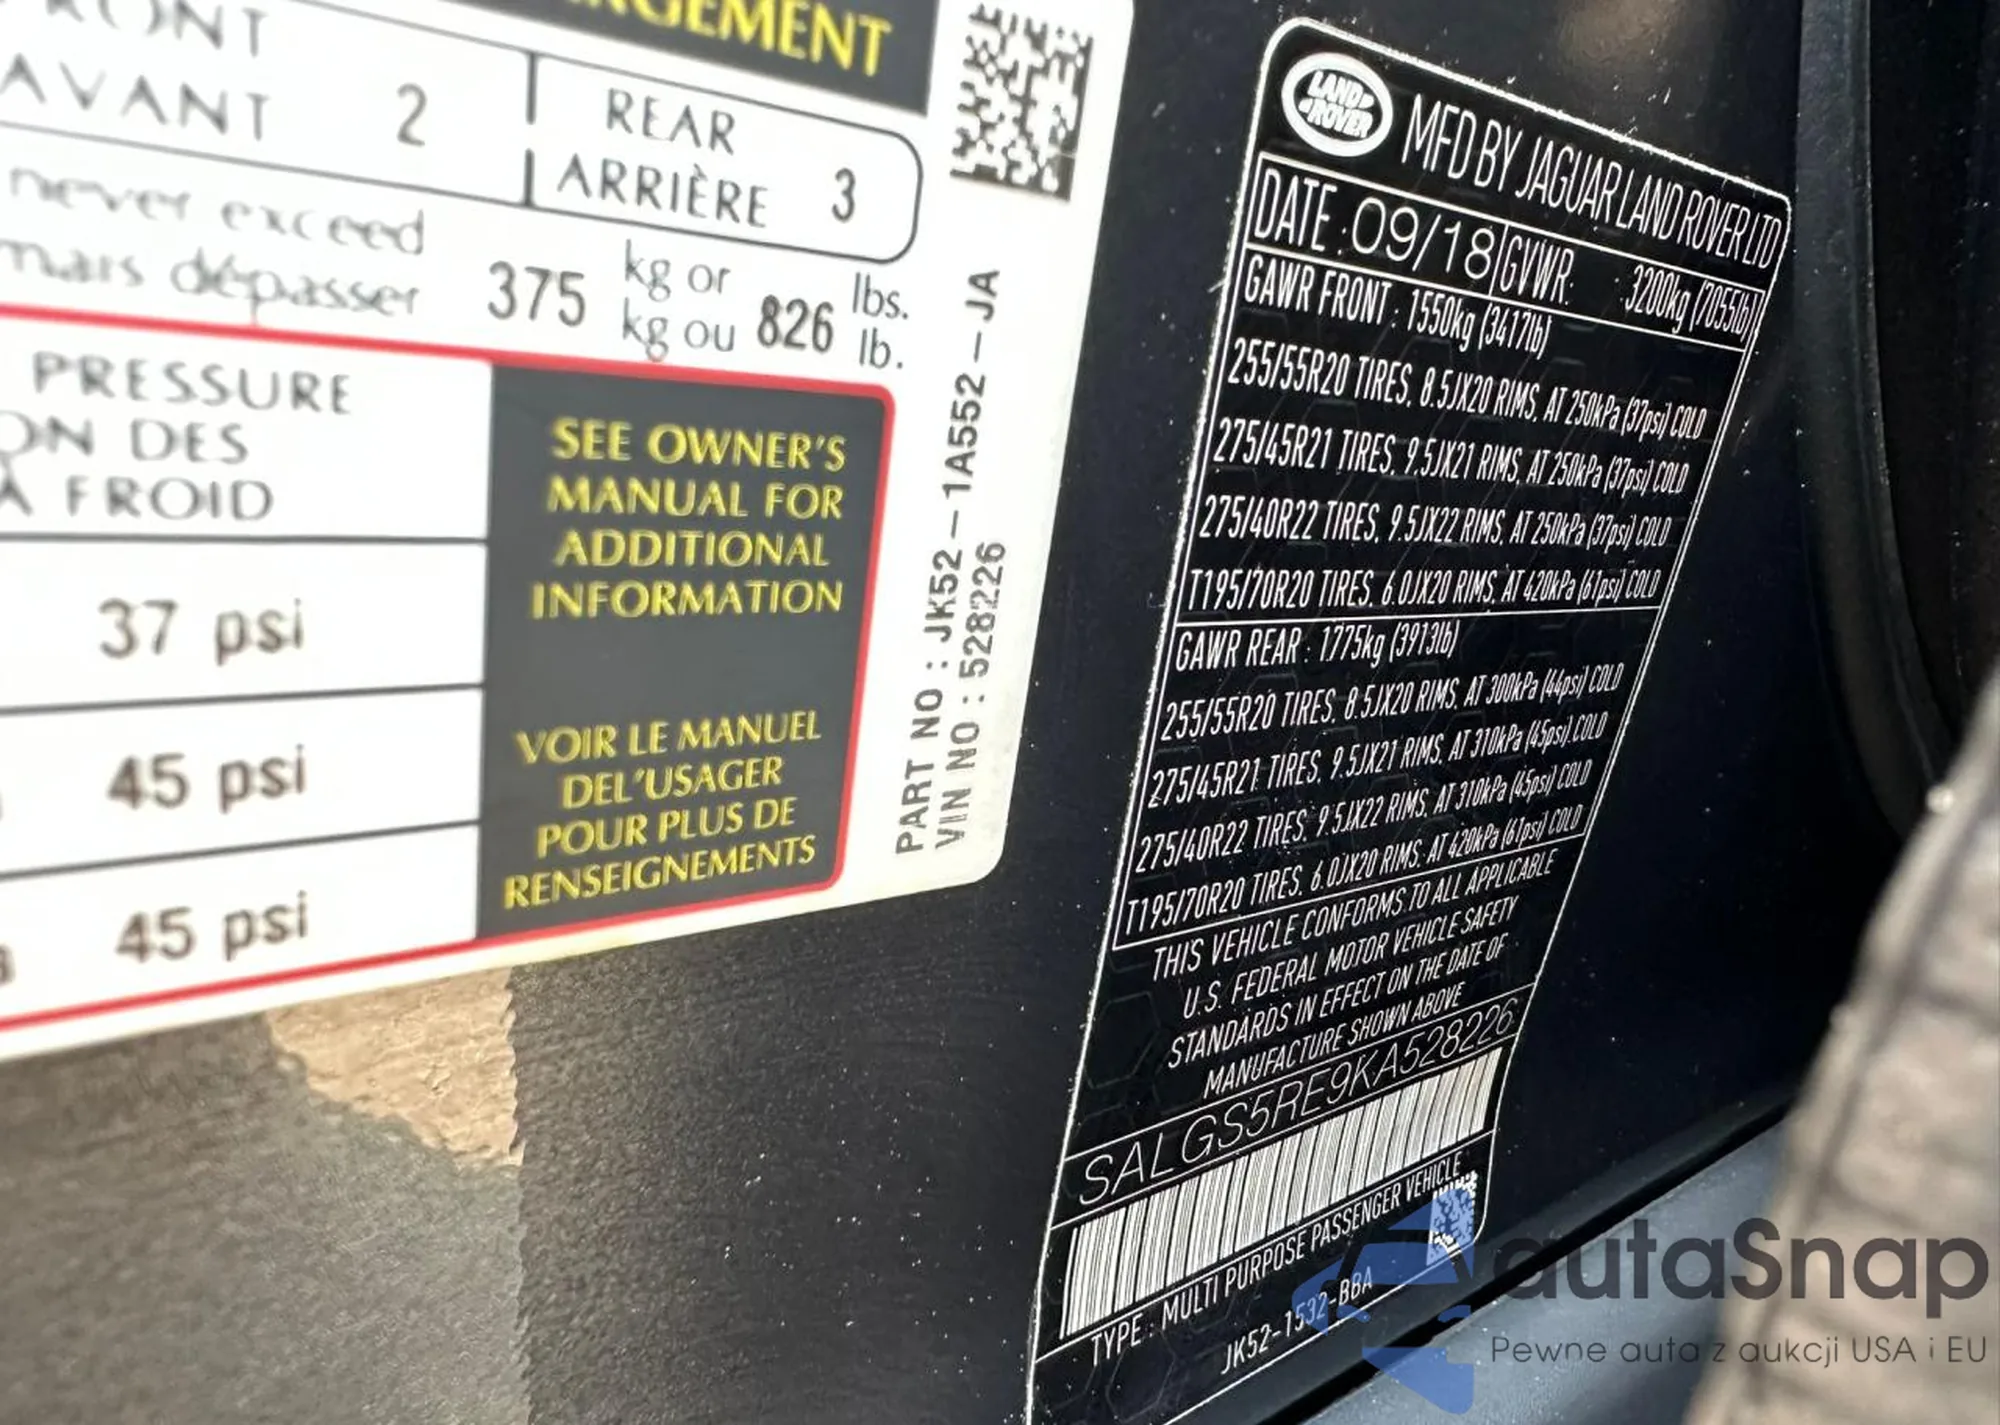 RGEMENT
FRONT
AVANT 2
REAR
ARRIÈRE 3
never exceed
mais dépasser 375 kg or
kg ou 826 lbs.
lb.
PRESSURE
ON DES
À FROID
37 psi
45 psi
45 psi
SEE OWNER'S
MANUAL FOR
ADDITIONAL
INFORMATION
VOIR LE MANUEL
DEL'USAGER
POUR PLUS DE
RENSEIGNEMENTS
PART NO : JK52-1A552-JA
VIN NO : 528226
LAND
ROVER
MFD BY JAGUAR LAND ROVER LTD
DATE : 09/18 GVWR: 3200kg (7055lb)
GAWR FRONT : 1550kg (3417lb)
255/55R20 TIRES, 8.5JX20 RIMS, AT 250kPa (37psi) COLD
275/45R21 TIRES, 9.5JX21 RIMS, AT 250kPa (37psi) COLD
275/40R22 TIRES, 9.5JX22 RIMS, AT 250kPa (37psi) COLD
T195/70R20 TIRES, 6.0JX20 RIMS, AT 420kPa (61psi) COLD
GAWR REAR : 1775kg (3913lb)
255/55R20 TIRES, 8.5JX20 RIMS, AT 300kPa (44psi) COLD
275/45R21 TIRES, 9.5JX21 RIMS, AT 310kPa (45psi) COLD
275/40R22 TIRES, 9.5JX22 RIMS, AT 310kPa (45psi) COLD
T195/70R20 TIRES, 6.0JX20 RIMS, AT 420kPa (61psi) COLD
THIS VEHICLE CONFORMS TO ALL APPLICABLE
U.S. FEDERAL MOTOR VEHICLE SAFETY
STANDARDS IN EFFECT ON THE DATE OF
MANUFACTURE SHOWN ABOVE
SALGS5RE9KA528226
TYPE : MULTI PURPOSE PASSENGER VEHICLE
JK52-1532-BBA
autaSnap
Pewne auta z aukcji USA i EU